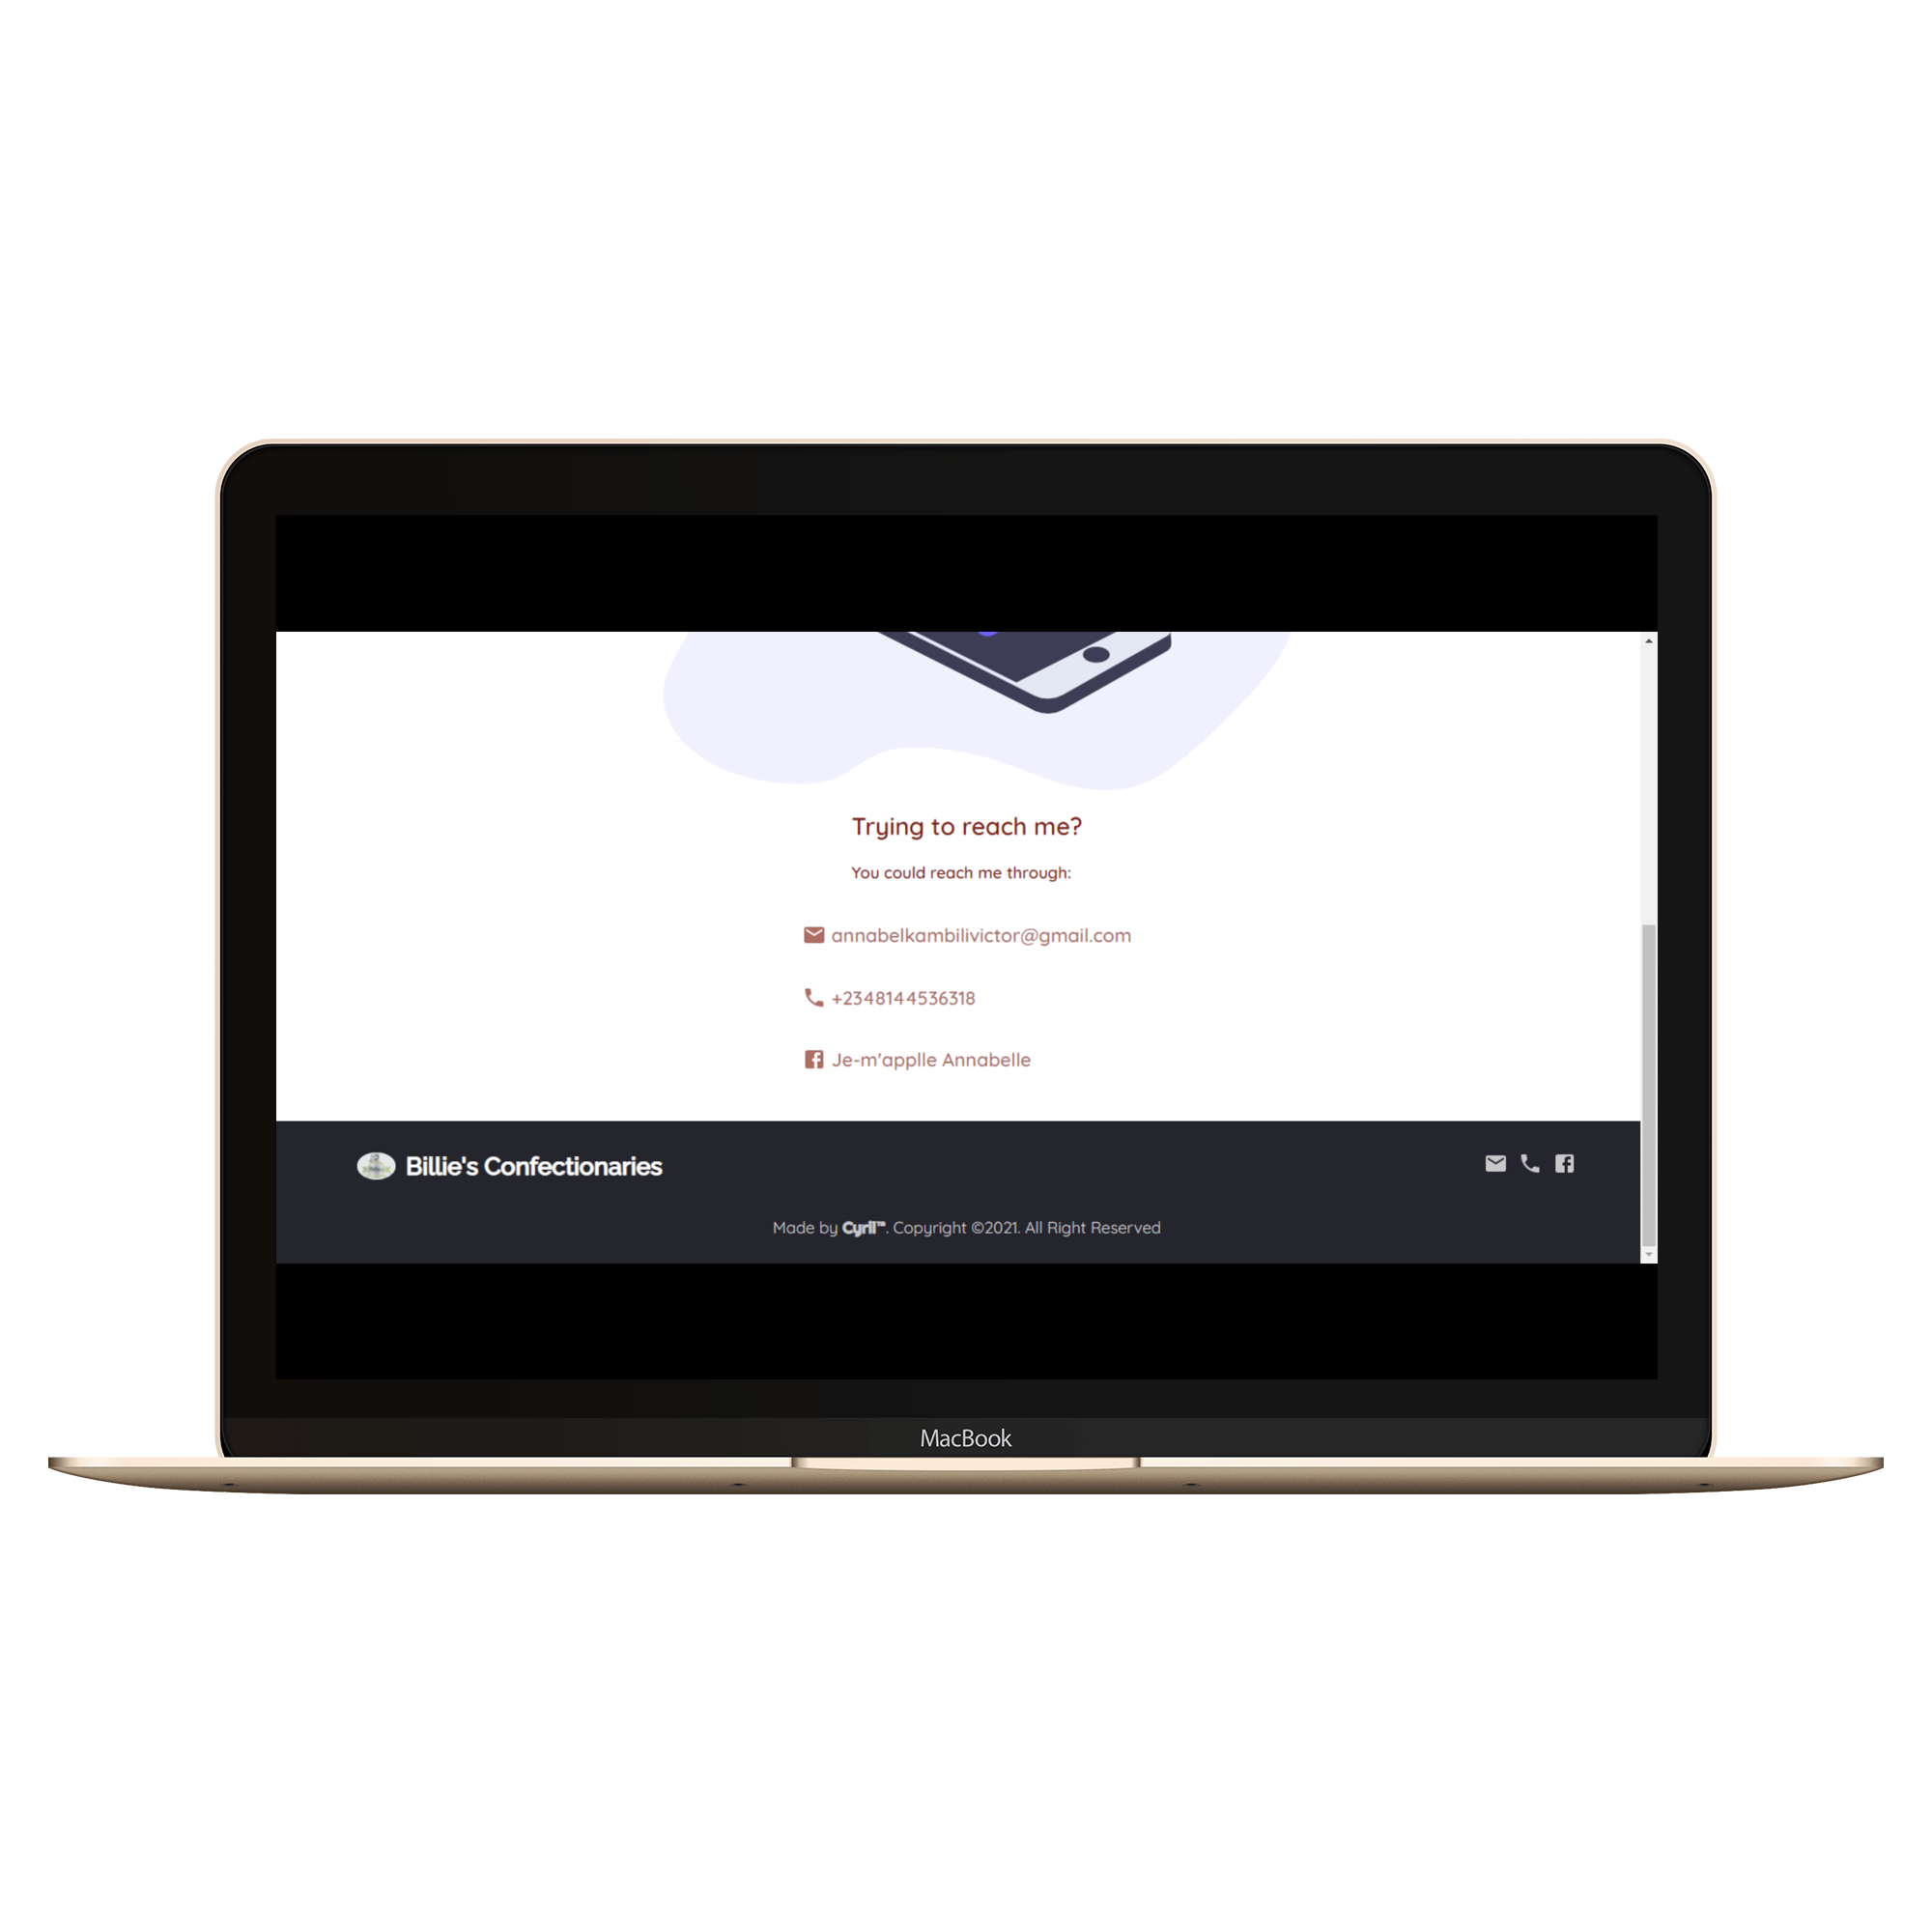 Trying to reach me?
You could reach me through:
annabelkambilivictor@gmail.com
+2348144536318
Je-m'applle Annabelle
Billie's Confectionaries
Made by Cyril™. Copyright ©2021. All Right Reserved
MacBook